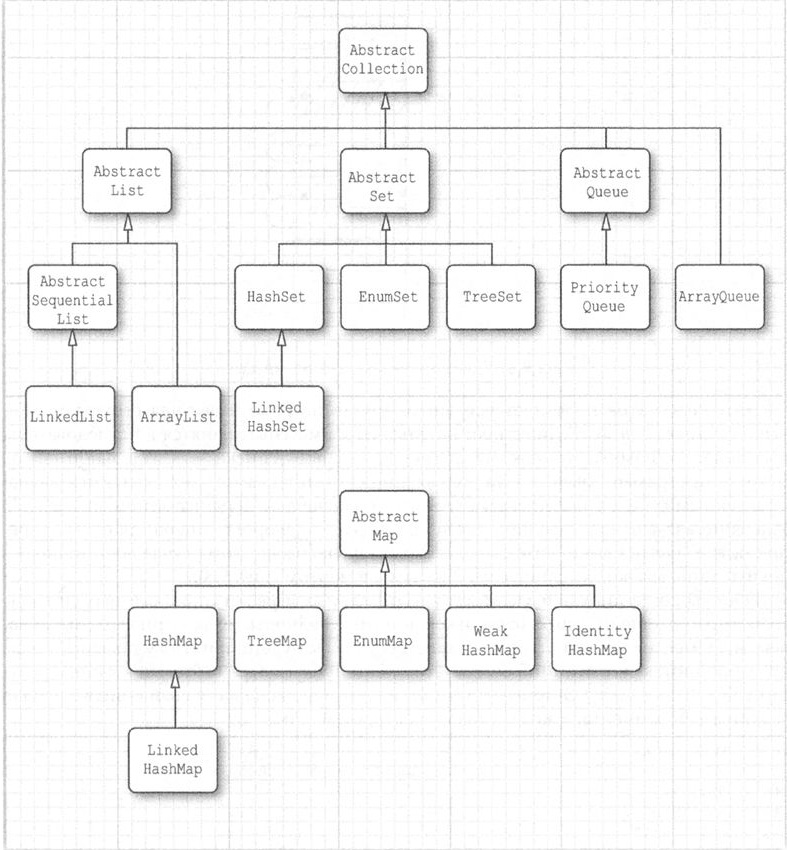 Abstract
Collection
Abstract
List
Abstract
Set
Abstract
Queue
Abstract
Sequential
List
HashSet
EnumSet
TreeSet
Priority
Queue
ArrayQueue
LinkedList
ArrayList
Linked
HashSet
Abstract
Map
HashMap
TreeMap
EnumMap
Weak
HashMap
Identity
HashMap
Linked
HashMap